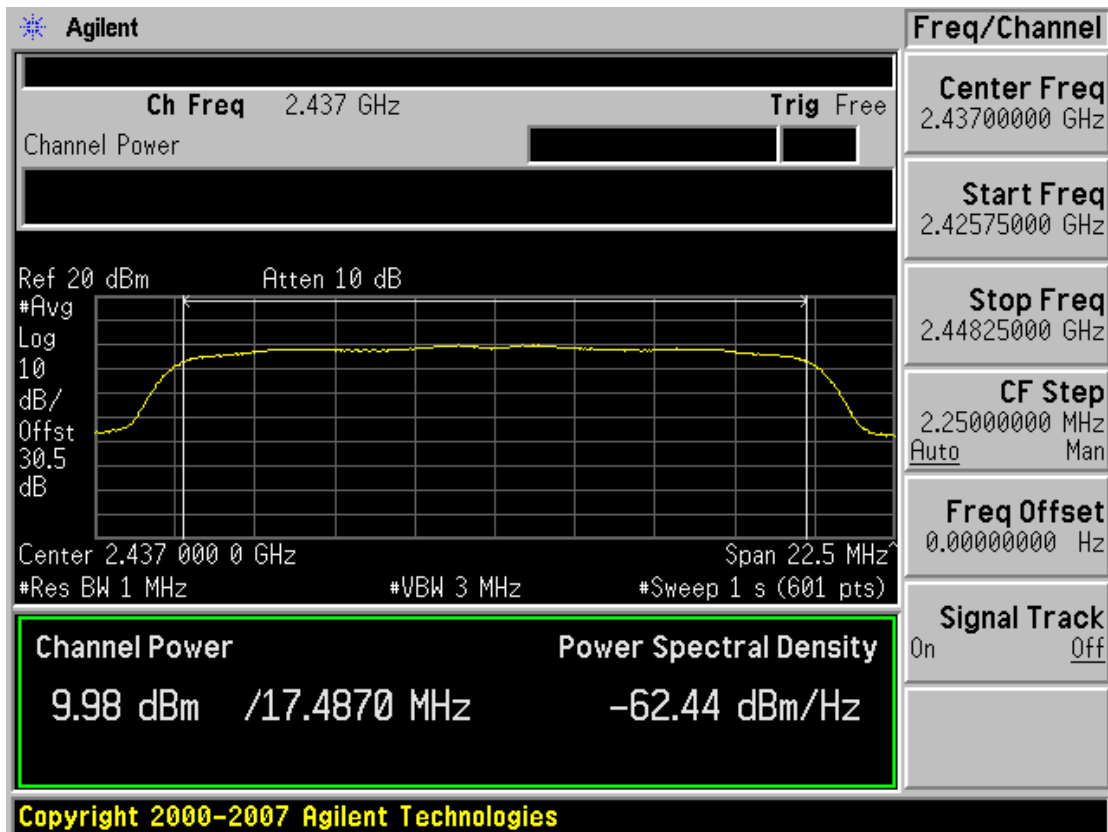 Agilent
Freq/Channel
Ch Freq 2.437 GHz
Trig Free
Channel Power
Ref 20 dBm Atten 10 dB
#Avg
Log
10
dB/
Offst
30.5
dB
Center 2.437 000 0 GHz
Span 22.5 MHz^
#Res BW 1 MHz #VBW 3 MHz #Sweep 1 s (601 pts)
Channel Power
Power Spectral Density
9.98 dBm /17.4870 MHz
-62.44 dBm/Hz
Center Freq
2.43700000 GHz
Start Freq
2.42575000 GHz
Stop Freq
2.44825000 GHz
CF Step
2.25000000 MHz
Auto Man
Freq Offset
0.00000000 Hz
Signal Track
On Off
Copyright 2000-2007 Agilent Technologies